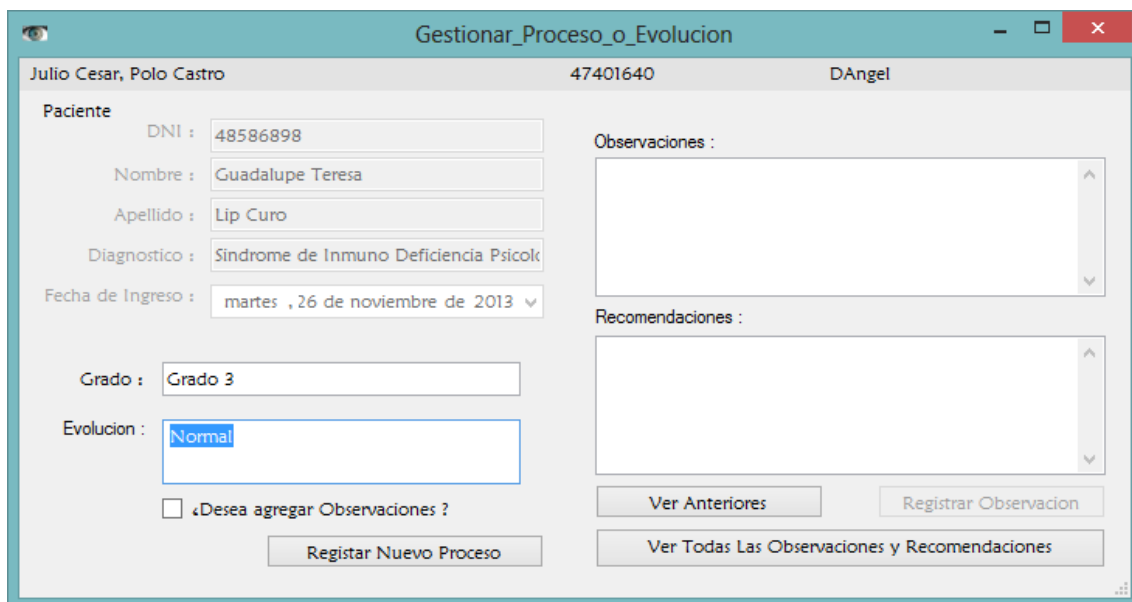 Gestionar_Proceso_o_Evolucion
Julio Cesar, Polo Castro 47401640 DAngel
Paciente
DNI : 48586898
Nombre : Guadalupe Teresa
Apellido : Lip Curo
Diagnostico : Sindrome de Inmuno Deficiencia Psicolo
Fecha de Ingreso : martes , 26 de noviembre de 2013
Grado : Grado 3
Evolucion : Normal
¿Desea agregar Observaciones ?
Registar Nuevo Proceso
Observaciones :
Recomendaciones :
Ver Anteriores Registrar Observacion
Ver Todas Las Observaciones y Recomendaciones